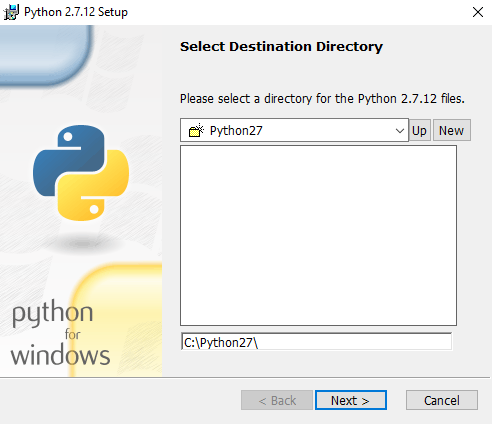 Python 2.7.12 Setup
Select Destination Directory
Please select a directory for the Python 2.7.12 files.
Python27
Up
New
C:\Python27\
python
for
windows
< Back
Next >
Cancel